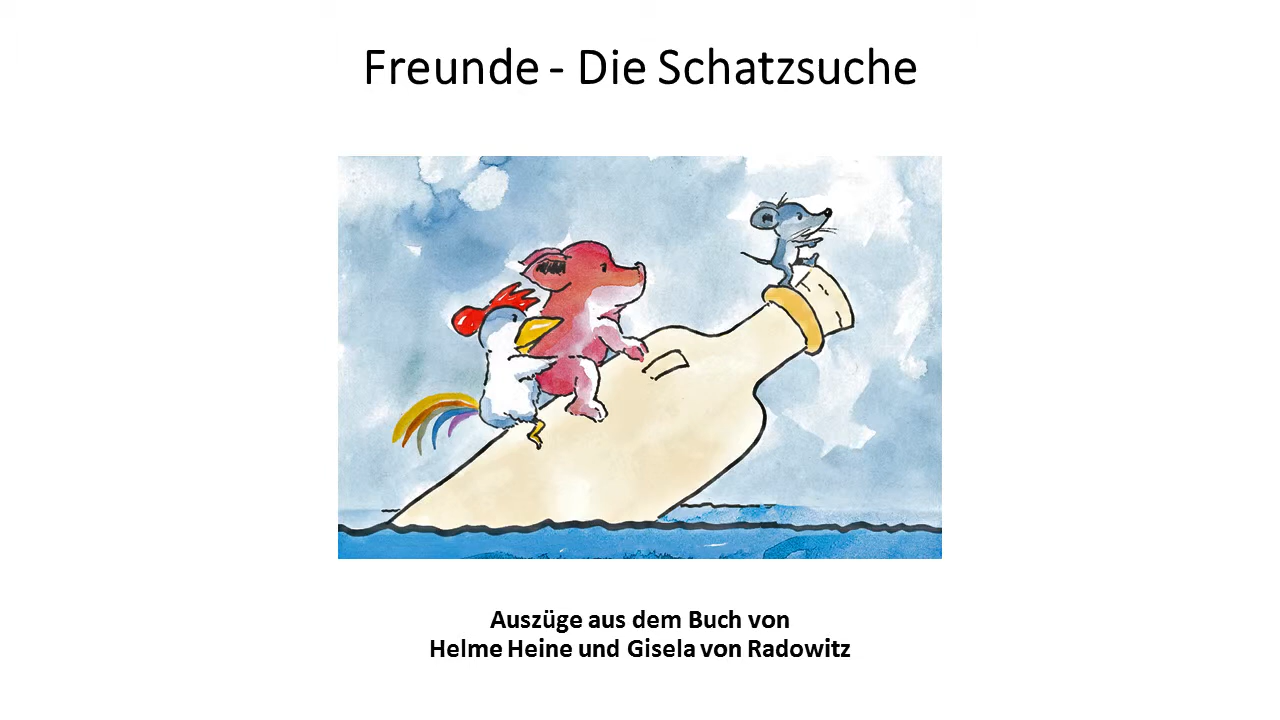 Freunde - Die Schatzsuche
Auszüge aus dem Buch von
Helme Heine und Gisela von Radowitz